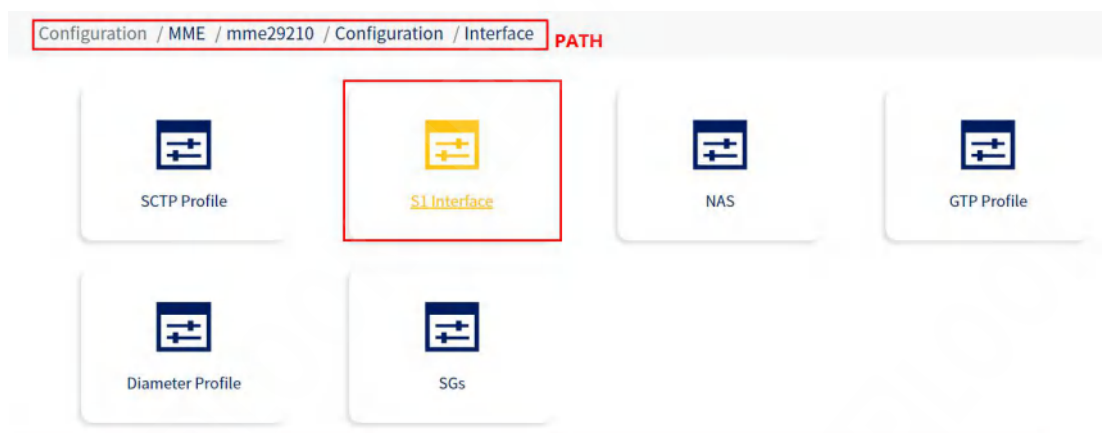 Configuration / MME / mme29210 / Configuration / Interface PATH
SCTP Profile S1 Interface NAS GTP Profile
Diameter Profile SGs